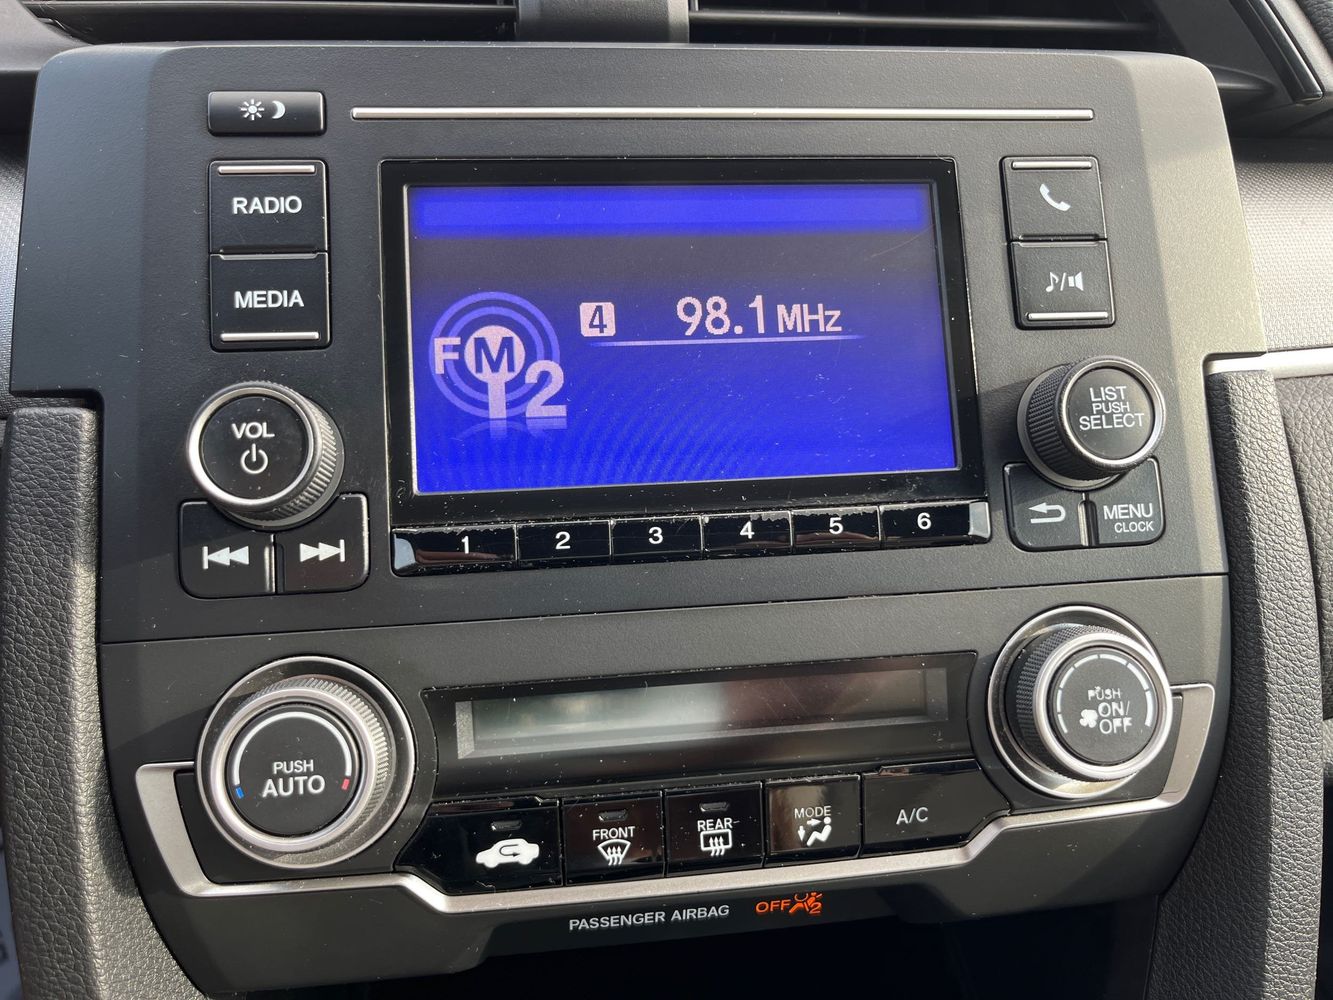 RADIO
MEDIA
VOL
FM2
4 98.1 MHz
LIST
PUSH
SELECT
MENU
CLOCK
1 2 3 4 5 6
PUSH
AUTO
PUSH
ON/
OFF
FRONT
REAR
MODE
A/C
PASSENGER AIRBAG OFF 2